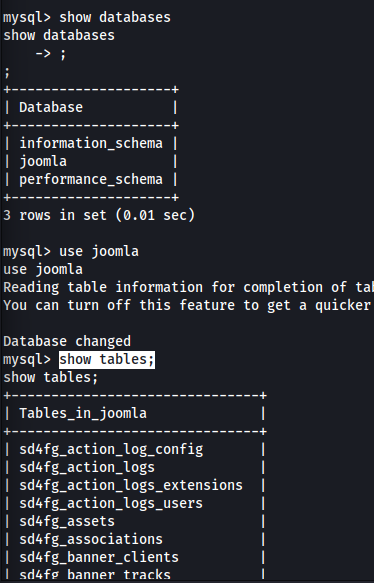 mysql> show databases
show databases
    -> ;
;
+--------------------+
| Database           |
+--------------------+
| information_schema |
| joomla             |
| performance_schema |
+--------------------+
3 rows in set (0.01 sec)

mysql> use joomla
use joomla
Reading table information for completion of
You can turn off this feature to get a quicker

Database changed
mysql> show tables;
show tables;
+-------------------------------+
| Tables_in_joomla              |
+-------------------------------+
| sd4fg_action_log_config       |
| sd4fg_action_logs             |
| sd4fg_action_logs_extensions  |
| sd4fg_action_logs_users       |
| sd4fg_assets                  |
| sd4fg_associations            |
| sd4fg_banner_clients          |
| sd4fg_banner_tracks           |